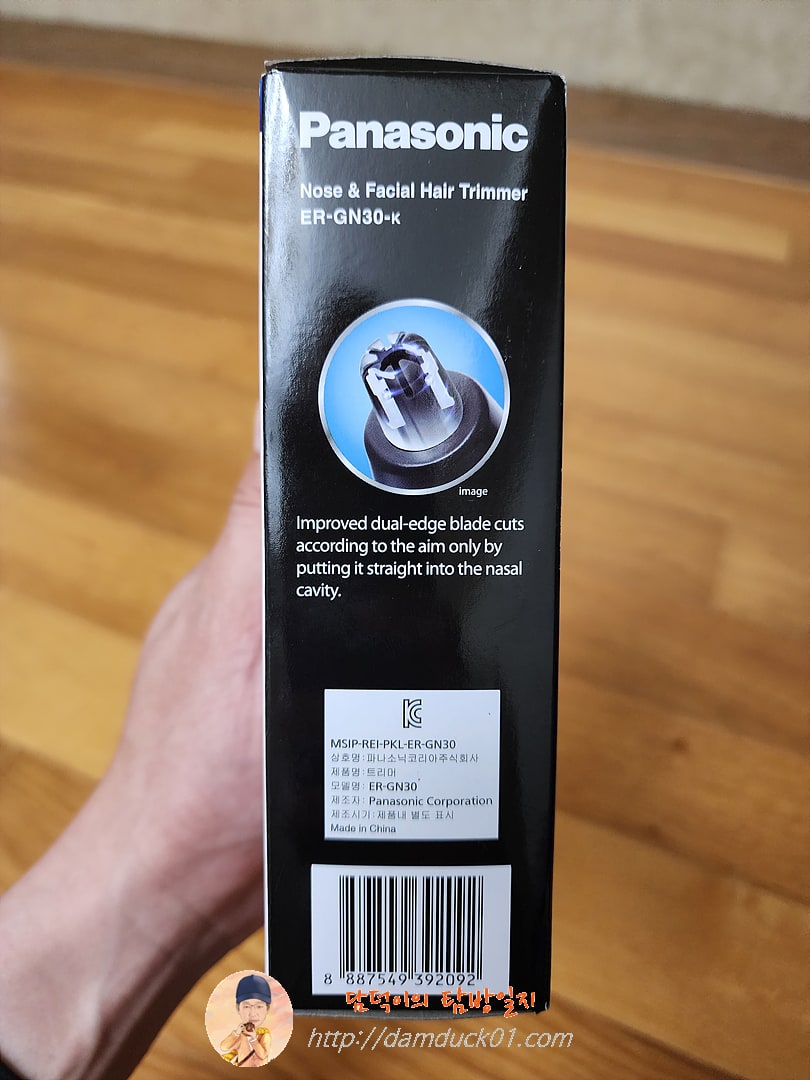 Panasonic
Nose & Facial Hair Trimmer
ER-GN30-K
image
Improved dual-edge blade cuts
according to the aim only by
putting it straight into the nasal
cavity.
KC
MSIP-REI-PKL-ER-GN30
상호명:파나소닉코리아주식회사
제품명:트리머
모델명: ER-GN30
제조자: Panasonic Corporation
제조시기:제품내 별도 표시
Made in China
8 887549 392092
담덕이의 탐방일지
http://damduck01.com